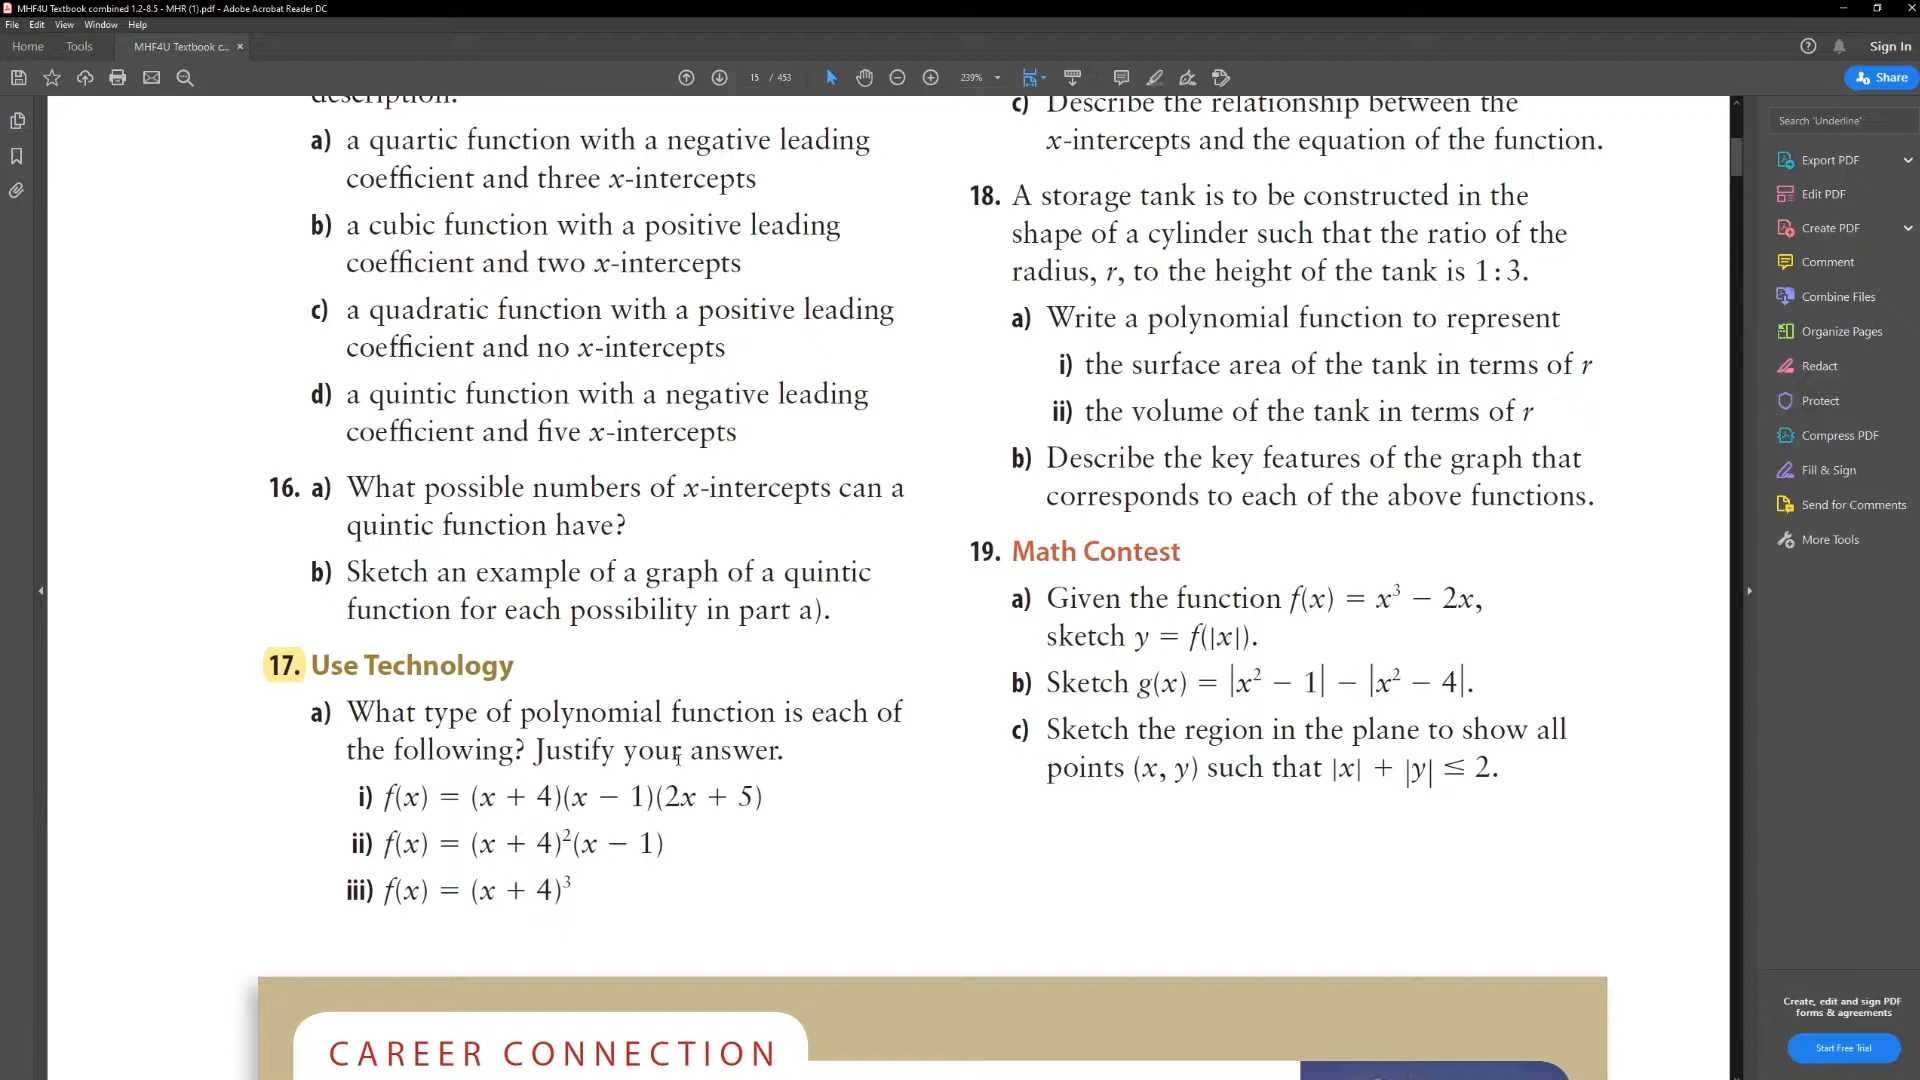 MHF4U Textbook combined 1.2-8.5 - MHR (1).pdf - Adobe Acrobat Reader DC
File Edit View Window Help
Home Tools MHF4U Textbook c... × Sign In
15 / 453 239% Share
description.
a) a quartic function with a negative leading
coefficient and three x-intercepts
b) a cubic function with a positive leading
coefficient and two x-intercepts
c) a quadratic function with a positive leading
coefficient and no x-intercepts
d) a quintic function with a negative leading
coefficient and five x-intercepts
16. a) What possible numbers of x-intercepts can a
quintic function have?
b) Sketch an example of a graph of a quintic
function for each possibility in part a).
17. Use Technology
a) What type of polynomial function is each of
the following? Justify your answer.
i) f(x) = (x + 4)(x − 1)(2x + 5)
ii) f(x) = (x + 4)²(x − 1)
iii) f(x) = (x + 4)³
c) Describe the relationship between the
x-intercepts and the equation of the function.
18. A storage tank is to be constructed in the
shape of a cylinder such that the ratio of the
radius, r, to the height of the tank is 1:3.
a) Write a polynomial function to represent
i) the surface area of the tank in terms of r
ii) the volume of the tank in terms of r
b) Describe the key features of the graph that
corresponds to each of the above functions.
19. Math Contest
a) Given the function f(x) = x³ − 2x,
sketch y = f(|x|).
b) Sketch g(x) = |x² − 1| − |x² − 4|.
c) Sketch the region in the plane to show all
points (x, y) such that |x| + |y| ≤ 2.
CAREER CONNECTION
Search 'Underline'
Export PDF
Edit PDF
Create PDF
Comment
Combine Files
Organize Pages
Redact
Protect
Compress PDF
Fill & Sign
Send for Comments
More Tools
Create, edit and sign PDF
forms & agreements
Start Free Trial